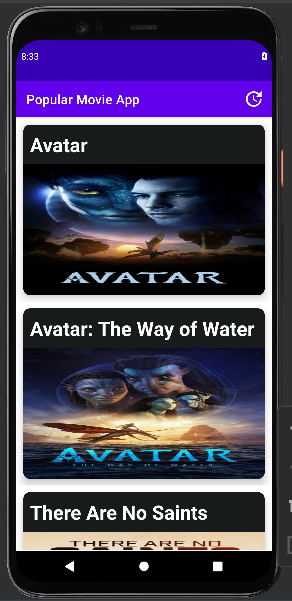 8:33
Popular Movie App
Avatar
AVATAR
Avatar: The Way of Water
AVATAR
THE WAY OF WATER
There Are No Saints
THERE ARE NO
SAINTS